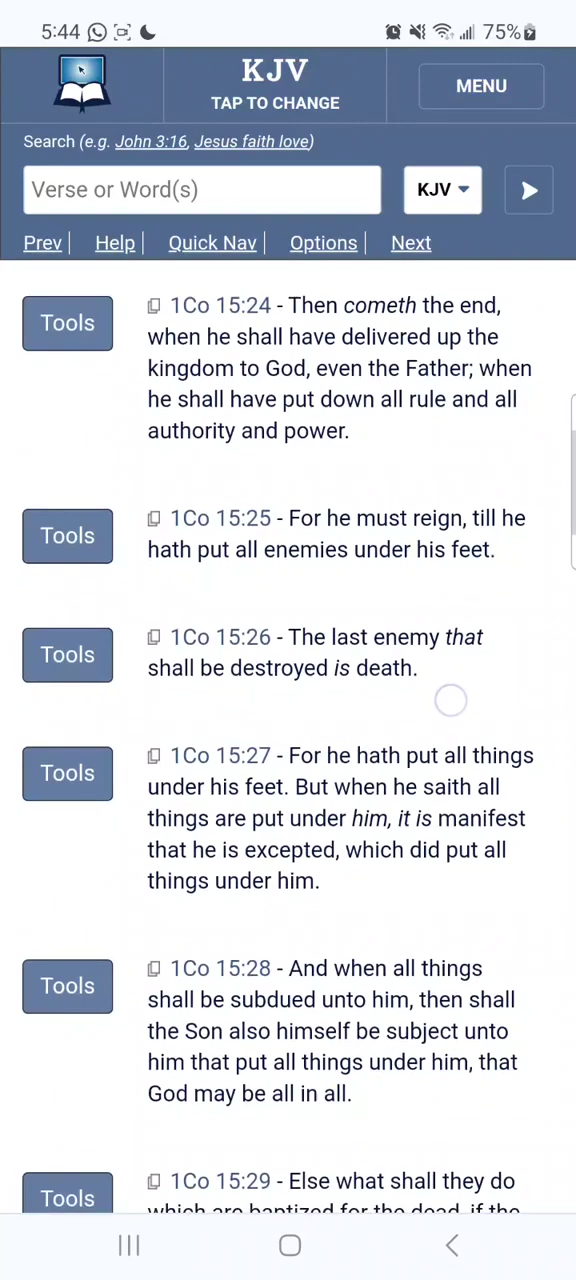 5:44 75%
KJV
TAP TO CHANGE
MENU
Search (e.g. John 3:16, Jesus faith love)
Verse or Word(s) KJV
Prev Help Quick Nav Options Next
Tools
1Co 15:24 - Then cometh the end,
when he shall have delivered up the
kingdom to God, even the Father; when
he shall have put down all rule and all
authority and power.
Tools
1Co 15:25 - For he must reign, till he
hath put all enemies under his feet.
Tools
1Co 15:26 - The last enemy that
shall be destroyed is death.
Tools
1Co 15:27 - For he hath put all things
under his feet. But when he saith all
things are put under him, it is manifest
that he is excepted, which did put all
things under him.
Tools
1Co 15:28 - And when all things
shall be subdued unto him, then shall
the Son also himself be subject unto
him that put all things under him, that
God may be all in all.
Tools
1Co 15:29 - Else what shall they do
which are baptized for the dead, if the